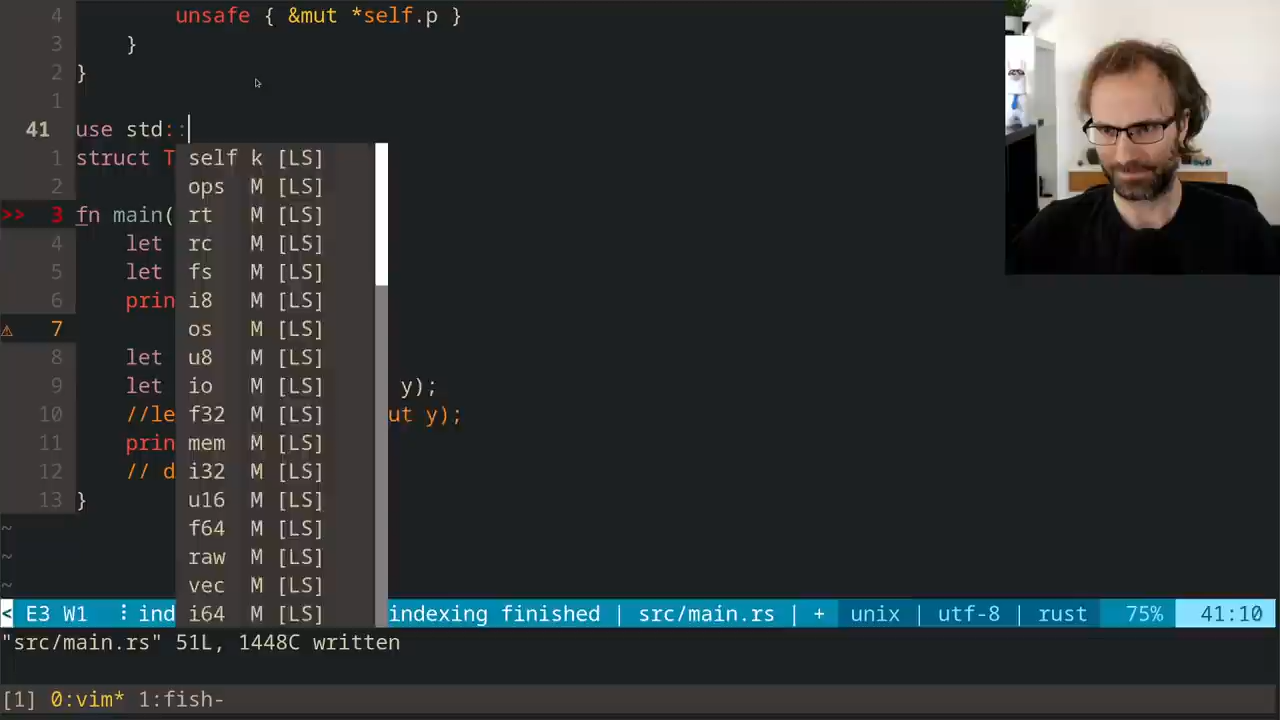 4 unsafe { &mut *self.p }
3 }
2 }
1
41 use std::
1 struct T self k [LS]
2 ops M [LS]
>> 3 fn main( rt M [LS]
4 let rc M [LS]
5 let fs M [LS]
6 prin i8 M [LS]
⚠ 7 os M [LS]
8 let u8 M [LS]
9 let io M [LS] y);
10 //le f32 M [LS] ut y);
11 prin mem M [LS]
12 // d i32 M [LS]
13 } u16 M [LS]
~ f64 M [LS]
~ raw M [LS]
~ vec M [LS]
< E3 W1 ⋮ ind i64 M [LS] indexing finished | src/main.rs | + unix | utf-8 | rust 75% 41:10
"src/main.rs" 51L, 1448C written
[1] 0:vim* 1:fish-